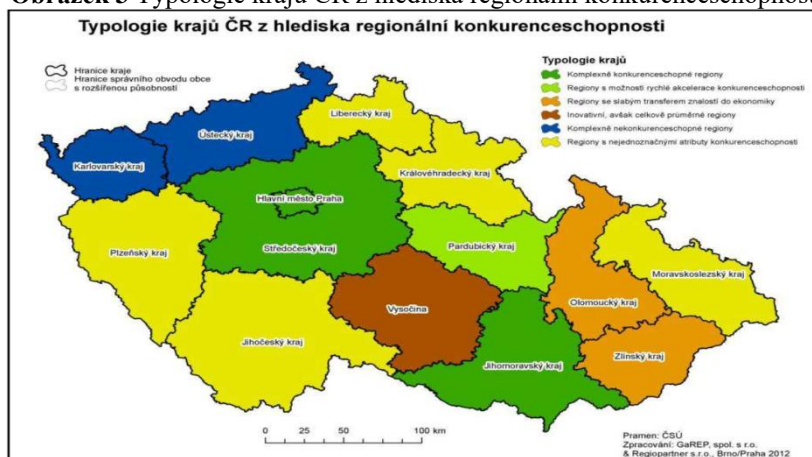 Obrázek 5 Typologie krajů ČR z hlediska regionální konkurenceschopnosti
Typologie krajů ČR z hlediska regionální konkurenceschopnosti
Hranice kraje
Hranice správního obvodu obce
s rozšířenou působností
Typologie krajů
Komplexně konkurenceschopné regiony
Regiony s možností rychlé akcelerace konkurenceschopnosti
Regiony se slabým transferem znalostí do ekonomiky
Inovativní, avšak celkově průměrné regiony
Komplexně nekonkurenceschopné regiony
Regiony s nejednoznačnými atributy konkurenceschopnosti
Liberecký kraj
Ústecký kraj
Karlovarský kraj
Královéhradecký kraj
Hlavní město Praha
Středočeský kraj
Plzeňský kraj
Pardubický kraj
Moravskoslezský kraj
Olomoucký kraj
Vysočina
Jihočeský kraj
Jihomoravský kraj
Zlínský kraj
0 25 50 100 km
Pramen: ČSÚ
Zpracování: GaREP, spol. s r.o.
& Regiopartner s.r.o., Brno/Praha 2012